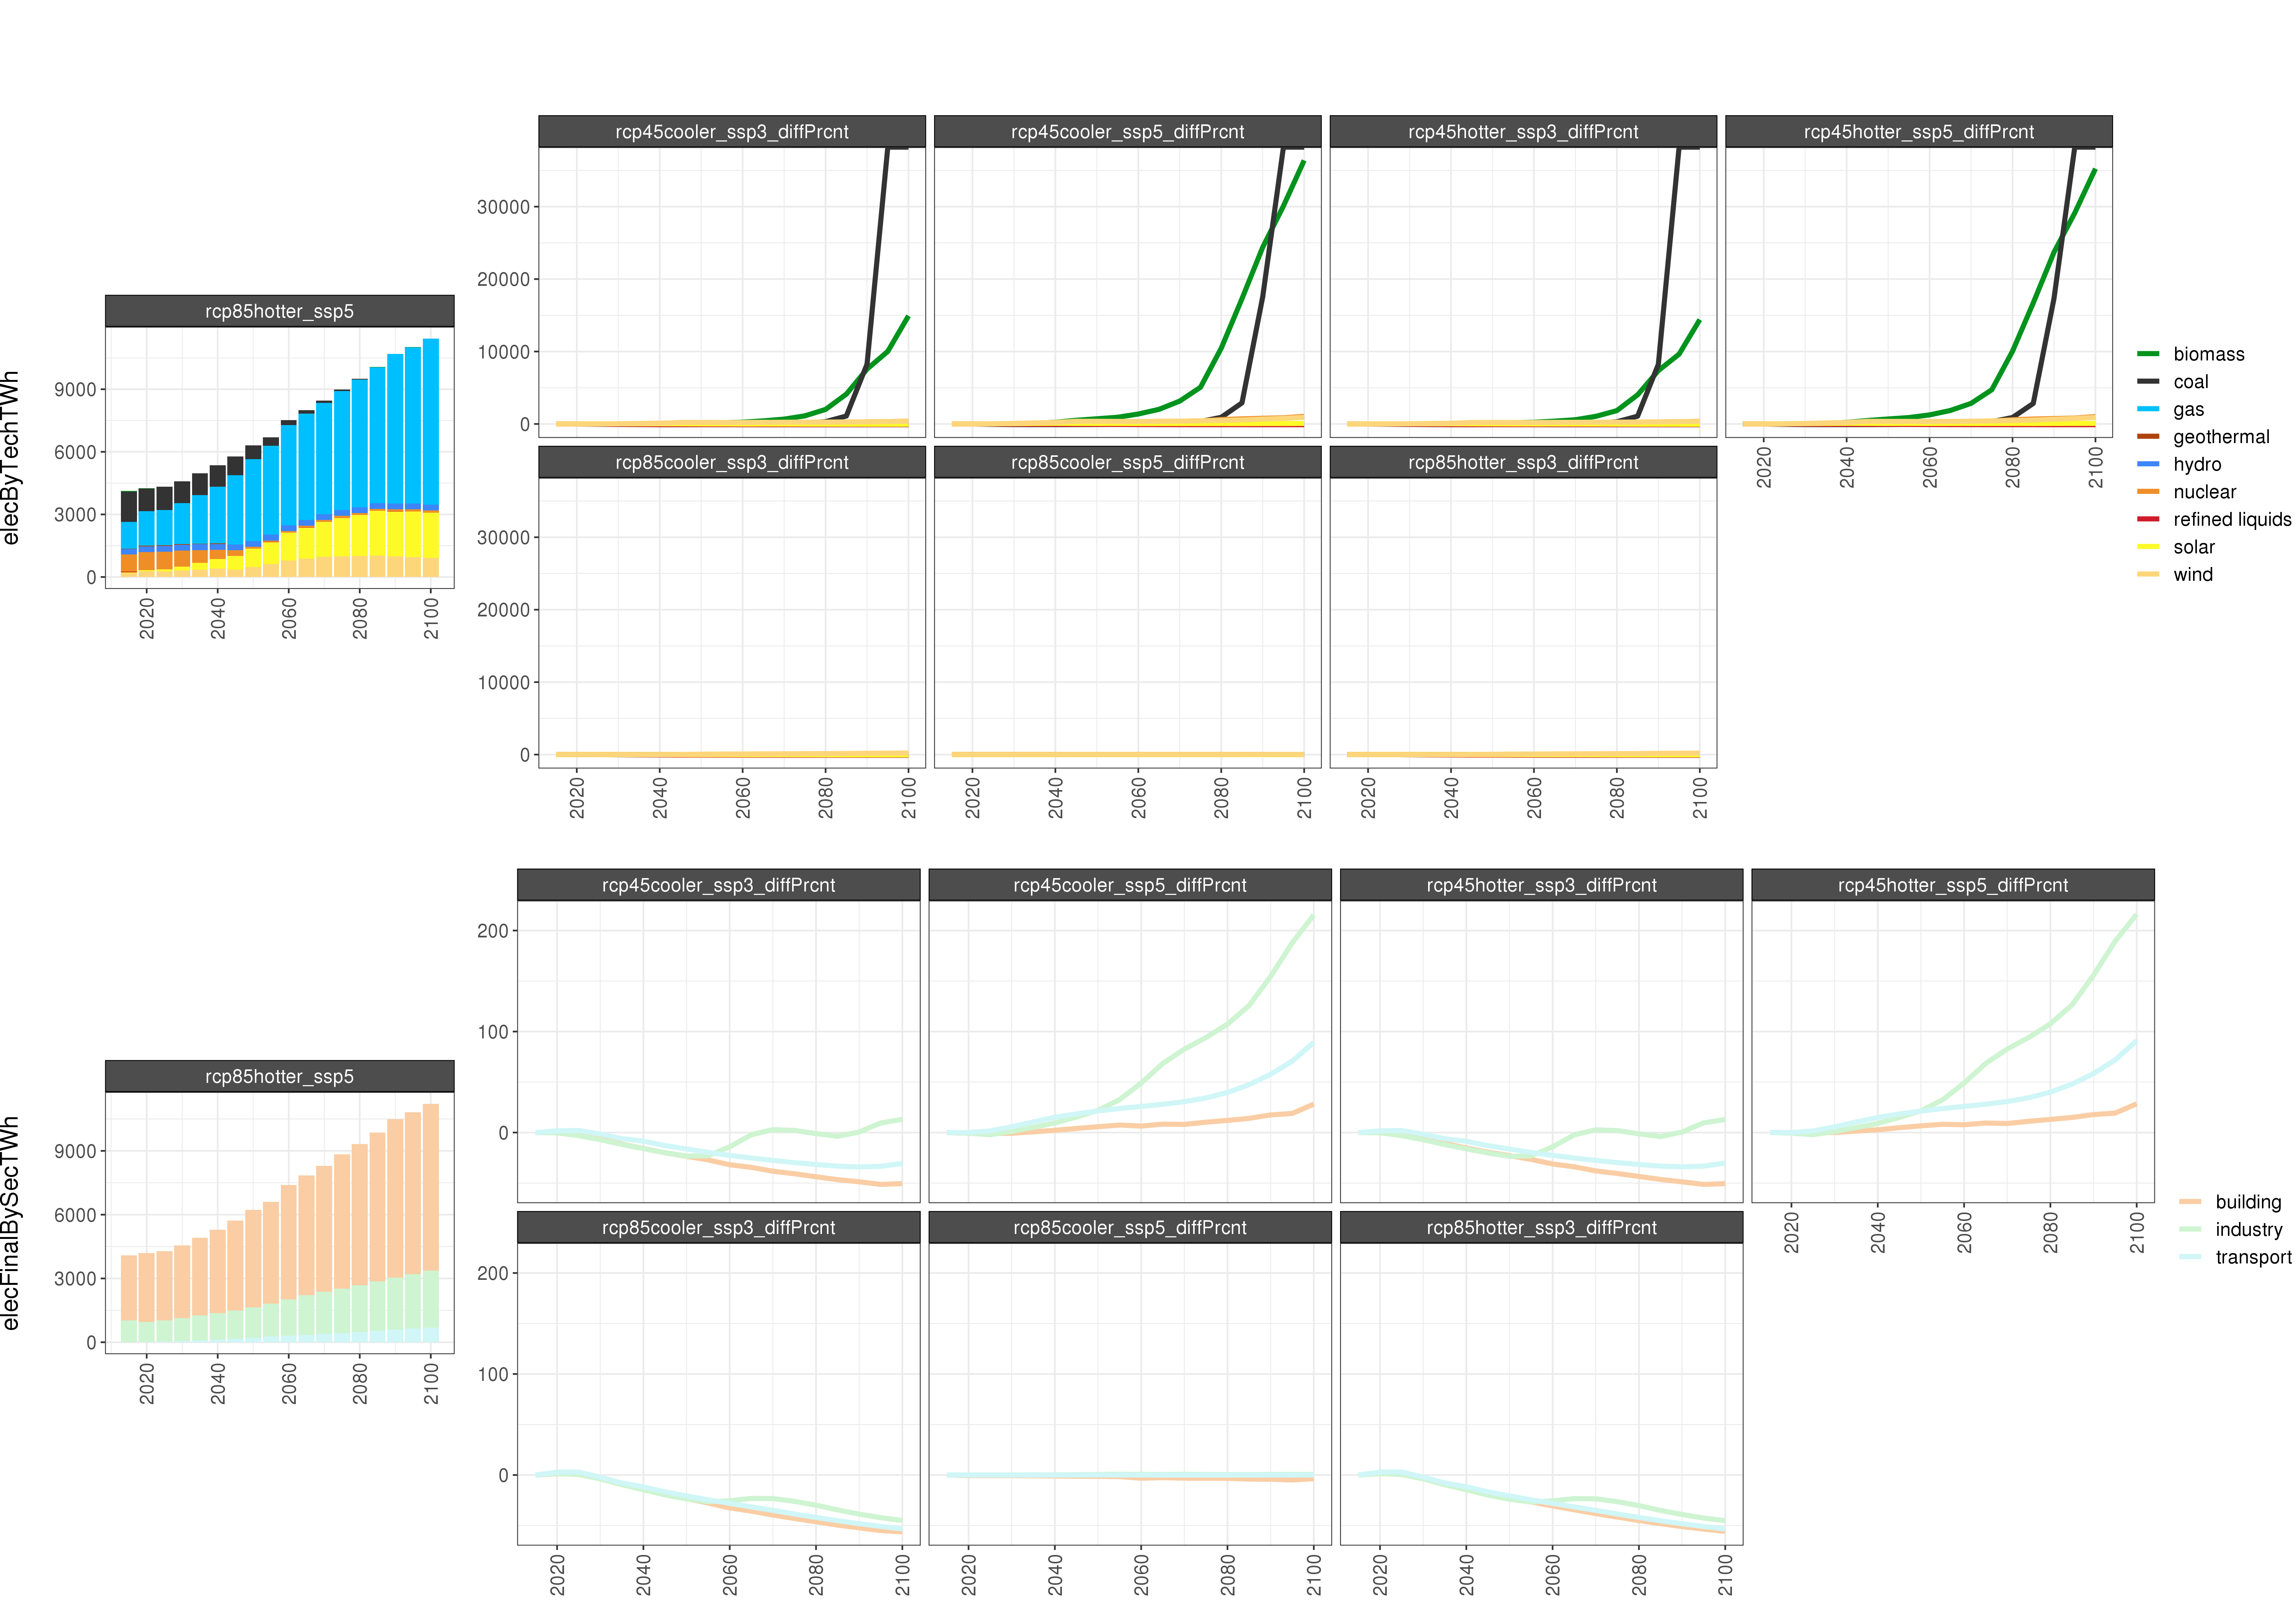 elecByTechTWh
rcp85hotter_ssp5
9000
6000
3000
0
2020 2040 2060 2080 2100
rcp45cooler_ssp3_diffPrcnt rcp45cooler_ssp5_diffPrcnt rcp45hotter_ssp3_diffPrcnt rcp45hotter_ssp5_diffPrcnt
30000
20000
10000
0
2020 2040 2060 2080 2100
rcp85cooler_ssp3_diffPrcnt rcp85cooler_ssp5_diffPrcnt rcp85hotter_ssp3_diffPrcnt
30000
20000
10000
0
2020 2040 2060 2080 2100 2020 2040 2060 2080 2100 2020 2040 2060 2080 2100
biomass
coal
gas
geothermal
hydro
nuclear
refined liquids
solar
wind
elecFinalBySecTWh
rcp85hotter_ssp5
9000
6000
3000
0
2020 2040 2060 2080 2100
rcp45cooler_ssp3_diffPrcnt rcp45cooler_ssp5_diffPrcnt rcp45hotter_ssp3_diffPrcnt rcp45hotter_ssp5_diffPrcnt
200
100
0
2020 2040 2060 2080 2100
rcp85cooler_ssp3_diffPrcnt rcp85cooler_ssp5_diffPrcnt rcp85hotter_ssp3_diffPrcnt
200
100
0
2020 2040 2060 2080 2100 2020 2040 2060 2080 2100 2020 2040 2060 2080 2100
building
industry
transport